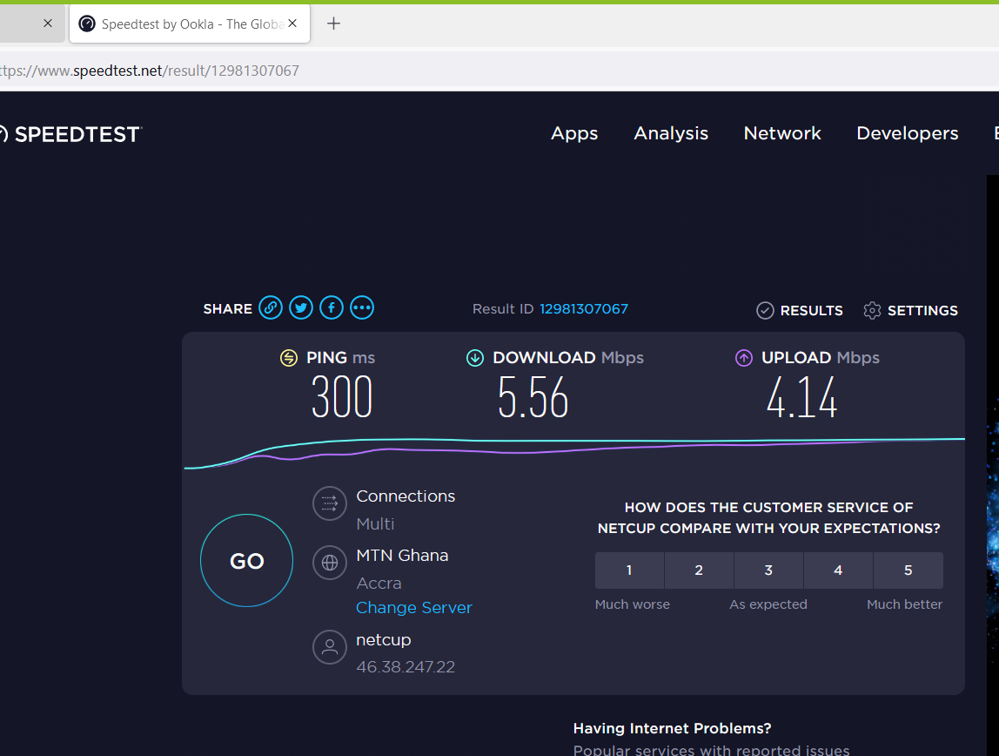 Speedtest by Ookla - The Globa
ttps://www.speedtest.net/result/12981307067
SPEEDTEST
Apps Analysis Network Developers
SHARE Result ID 12981307067 RESULTS SETTINGS
PING ms DOWNLOAD Mbps UPLOAD Mbps
300 5.56 4.14
GO
Connections
Multi
MTN Ghana
Accra
Change Server
netcup
46.38.247.22
HOW DOES THE CUSTOMER SERVICE OF
NETCUP COMPARE WITH YOUR EXPECTATIONS?
1 2 3 4 5
Much worse As expected Much better
Having Internet Problems?
Popular services with reported issues